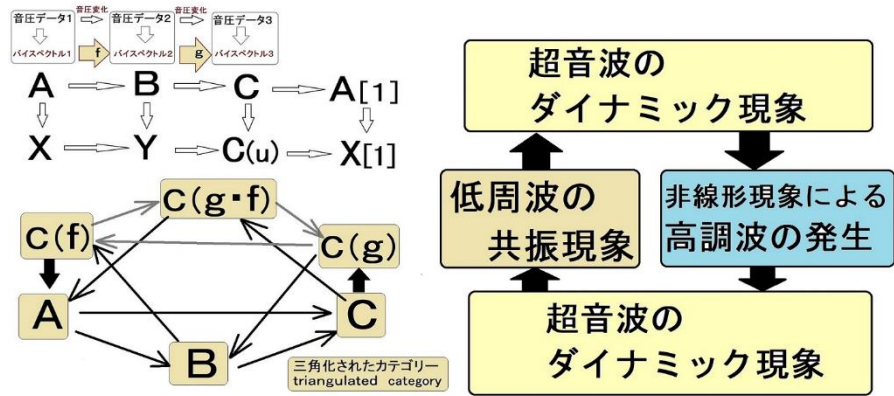 音圧変化 音圧変化
音圧データ1 音圧データ2 音圧データ3
バイスペクトル1 f バイスペクトル2 g バイスペクトル3
A B C A[1]
X Y C(u) X[1]
C(g・f)
C(f)
C(g)
A
C
B
三角化されたカテゴリー
triangulated category
超音波の
ダイナミック現象
低周波の
共振現象
非線形現象による
高調波の発生
超音波の
ダイナミック現象